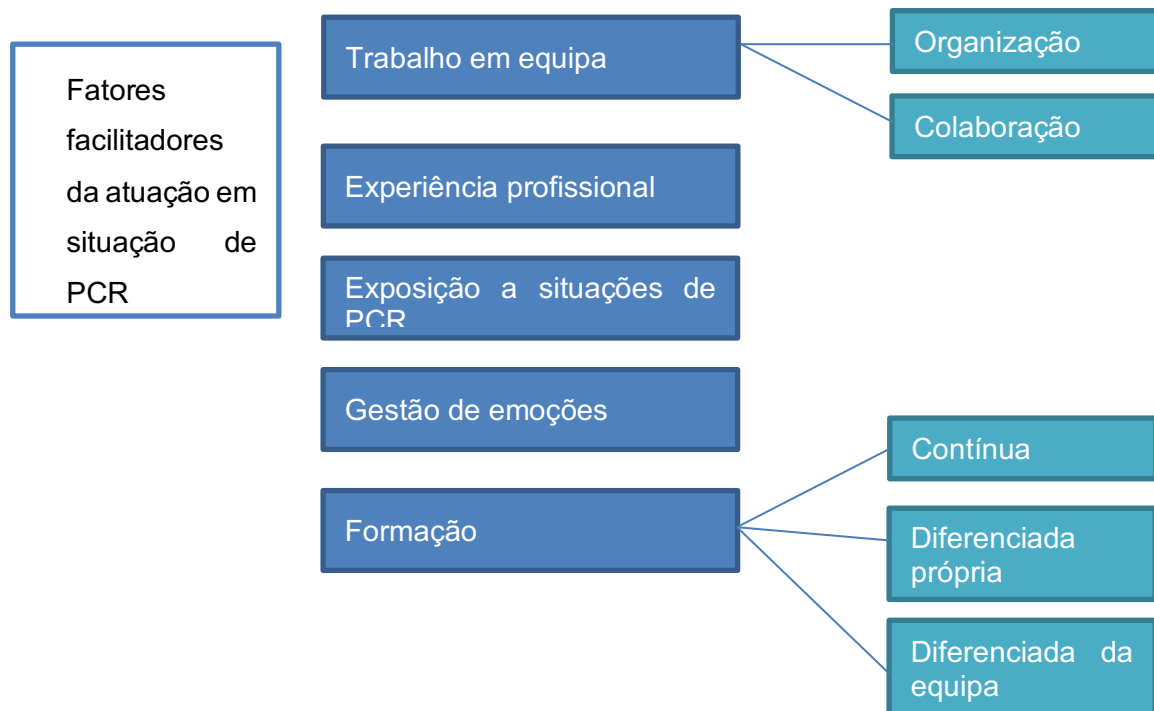 Fatores
facilitadores
da atuação em
situação de
PCR
Trabalho em equipa
Organização
Colaboração
Experiência profissional
Exposição a situações de
PCR
Gestão de emoções
Formação
Contínua
Diferenciada
própria
Diferenciada da
equipa